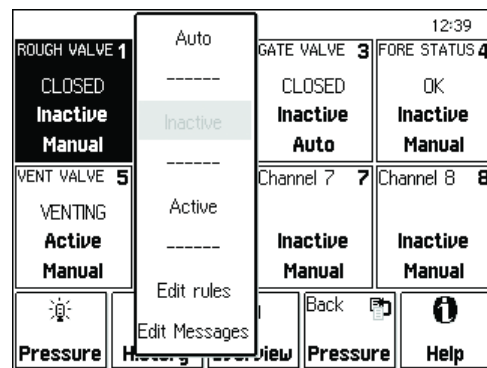 12:39
ROUGH VALVE 1
CLOSED
Inactive
Manual
Auto
------
Inactive
------
Active
------
Edit rules
Edit Messages
GATE VALVE 3
CLOSED
Inactive
Auto
FORE STATUS 4
OK
Inactive
Manual
VENT VALVE 5
VENTING
Active
Manual
Channel 7 7
Inactive
Manual
Channel 8 8
Inactive
Manual
Pressure
Back
Pressure
Help